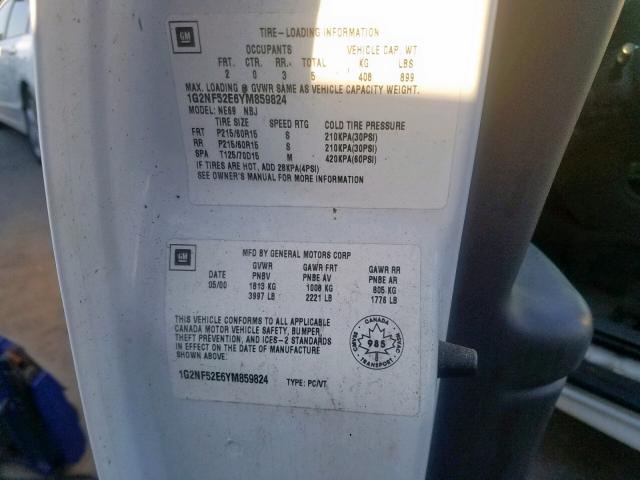 GM
TIRE-LOADING INFORMATION
OCCUPANTS VEHICLE CAP. WT
FRT. CTR. RR. TOTAL KG LBS
2 0 3 5 408 899
MAX. LOADING @ GVWR SAME AS VEHICLE CAPACITY WEIGHT.
1G2NF52E6YM859824
MODEL: NE69 NBJ
TIRE SIZE SPEED RTG COLD TIRE PRESSURE
FRT P215/60R15 S 210KPA(30PSI)
RR P215/60R15 S 210KPA(30PSI)
SPA T125/70D15 M 420KPA(60PSI)
IF TIRES ARE HOT, ADD 28KPA(4PSI)
SEE OWNER'S MANUAL FOR MORE INFORMATION
GM
MFD BY GENERAL MOTORS CORP
DATE GVWR GAWR FRT GAWR RR
PNBV PNBE AV PNBE AR
05/00 1813 KG 1008 KG 805 KG
3997 LB 2221 LB 1776 LB
THIS VEHICLE CONFORMS TO ALL APPLICABLE
CANADA MOTOR VEHICLE SAFETY, BUMPER,
THEFT PREVENTION, AND ICES-2 STANDARDS
IN EFFECT ON THE DATE OF MANUFACTURE
SHOWN ABOVE:
CANADA
985
TRANSPORT
1G2NF52E6YM859824 TYPE: PC/VT